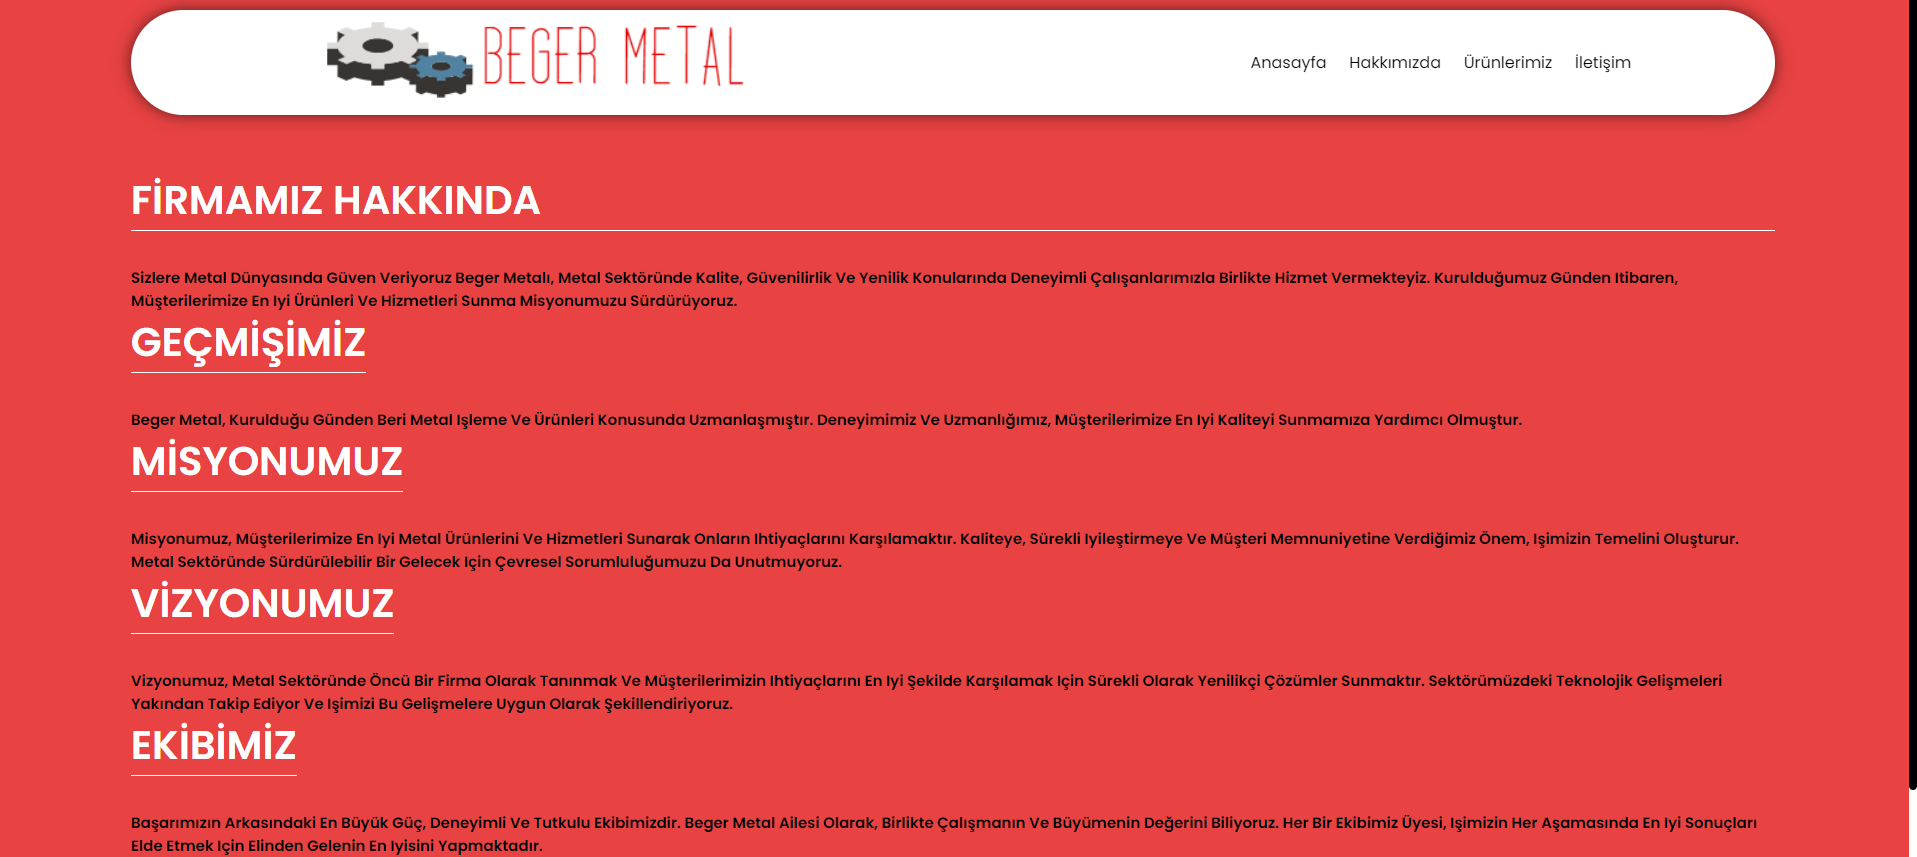 BEGER METAL
Anasayfa Hakkımızda Ürünlerimiz İletişim
FİRMAMIZ HAKKINDA
Sizlere Metal Dünyasında Güven Veriyoruz Beger Metalı, Metal Sektöründe Kalite, Güvenilirlik Ve Yenilik Konularında Deneyimli Çalışanlarımızla Birlikte Hizmet Vermekteyiz. Kurulduğumuz Günden Itibaren,
Müşterilerimize En Iyi Ürünleri Ve Hizmetleri Sunma Misyonumuzu Sürdürüyoruz.
GEÇMİŞİMİZ
Beger Metal, Kurulduğu Günden Beri Metal Işleme Ve Ürünleri Konusunda Uzmanlaşmıştır. Deneyimimiz Ve Uzmanlığımız, Müşterilerimize En Iyi Kaliteyi Sunmamıza Yardımcı Olmuştur.
MİSYONUMUZ
Misyonumuz, Müşterilerimize En Iyi Metal Ürünlerini Ve Hizmetleri Sunarak Onların Ihtiyaçlarını Karşılamaktır. Kaliteye, Sürekli Iyileştirmeye Ve Müşteri Memnuniyetine Verdiğimiz Önem, Işimizin Temelini Oluşturur.
Metal Sektöründe Sürdürülebilir Bir Gelecek Için Çevresel Sorumluluğumuzu Da Unutmuyoruz.
VİZYONUMUZ
Vizyonumuz, Metal Sektöründe Öncü Bir Firma Olarak Tanınmak Ve Müşterilerimizin Ihtiyaçlarını En Iyi Şekilde Karşılamak Için Sürekli Olarak Yenilikçi Çözümler Sunmaktır. Sektörümüzdeki Teknolojik Gelişmeleri
Yakından Takip Ediyor Ve Işimizi Bu Gelişmelere Uygun Olarak Şekillendiriyoruz.
EKİBİMİZ
Başarımızın Arkasındaki En Büyük Güç, Deneyimli Ve Tutkulu Ekibimizdir. Beger Metal Ailesi Olarak, Birlikte Çalışmanın Ve Büyümenin Değerini Biliyoruz. Her Bir Ekibimiz Üyesi, Işimizin Her Aşamasında En Iyi Sonuçları
Elde Etmek Için Elinden Gelenin En Iyisini Yapmaktadır.